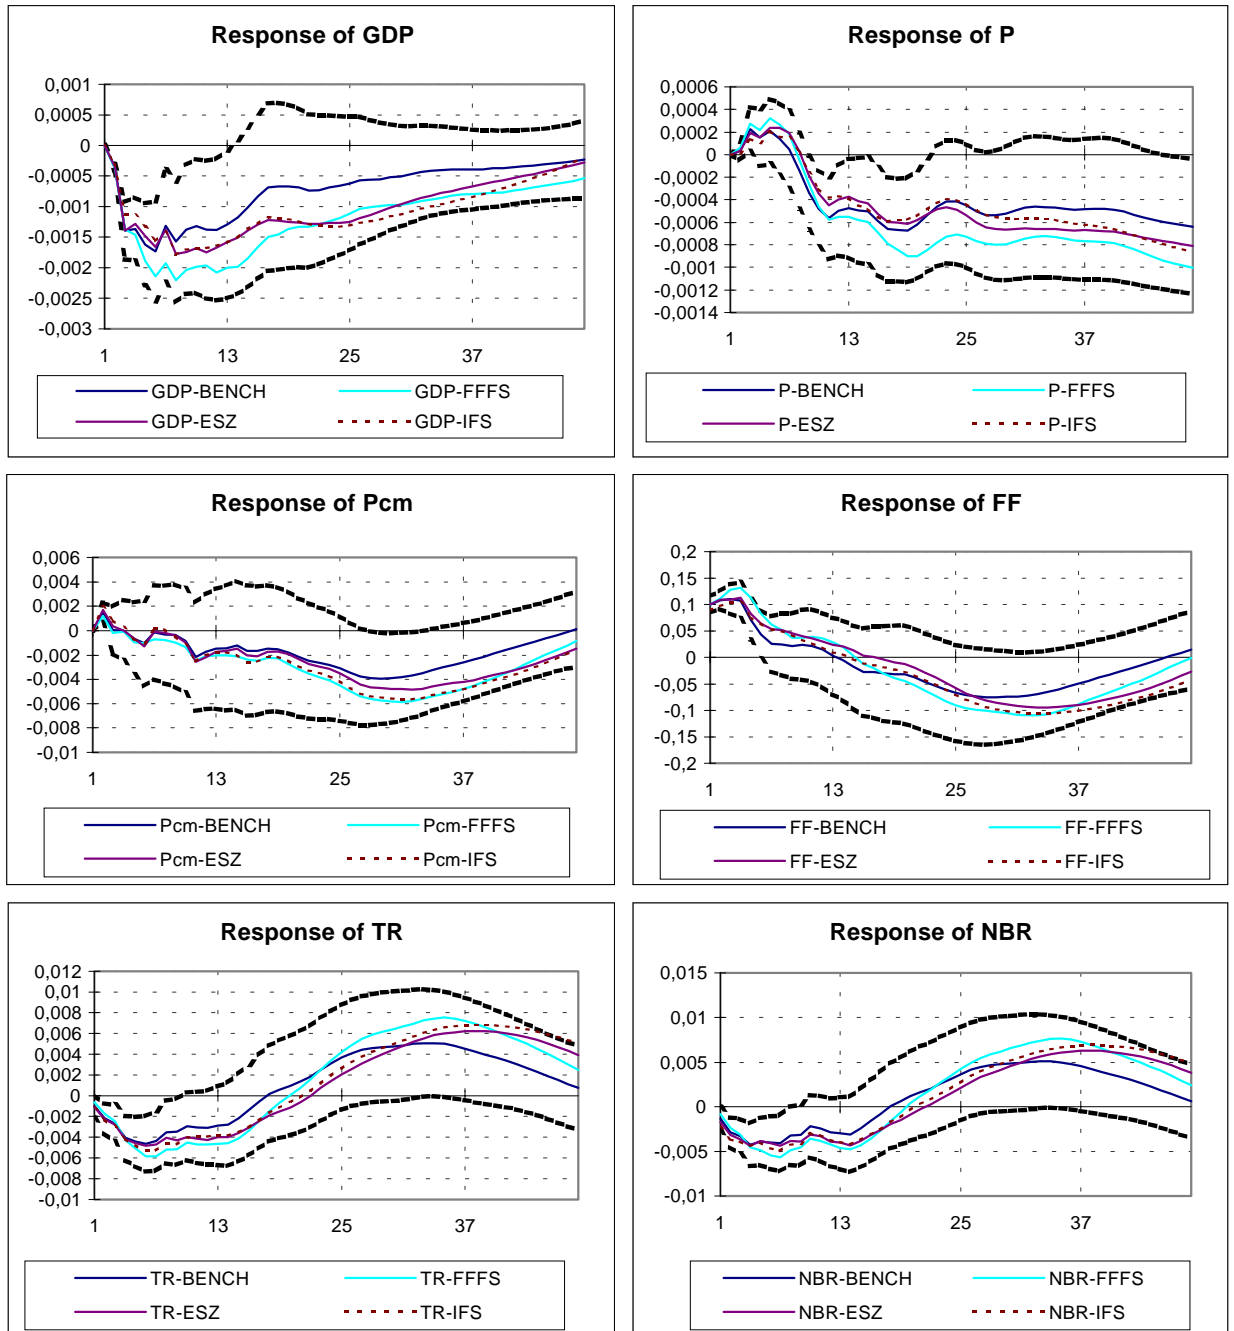 Response of GDP
0,001
0,0005
0
-0,0005
-0,001
-0,0015
-0,002
-0,0025
-0,003
1 13 25 37
GDP-BENCH GDP-FFFS
GDP-ESZ GDP-IFS
Response of P
0,0006
0,0004
0,0002
0
-0,0002
-0,0004
-0,0006
-0,0008
-0,001
-0,0012
-0,0014
1 13 25 37
P-BENCH P-FFFS
P-ESZ P-IFS
Response of Pcm
0,006
0,004
0,002
0
-0,002
-0,004
-0,006
-0,008
-0,01
1 13 25 37
Pcm-BENCH Pcm-FFFS
Pcm-ESZ Pcm-IFS
Response of FF
0,2
0,15
0,1
0,05
0
-0,05
-0,1
-0,15
-0,2
1 13 25 37
FF-BENCH FF-FFFS
FF-ESZ FF-IFS
Response of TR
0,012
0,01
0,008
0,006
0,004
0,002
0
-0,002
-0,004
-0,006
-0,008
-0,01
1 13 25 37
TR-BENCH TR-FFFS
TR-ESZ TR-IFS
Response of NBR
0,015
0,01
0,005
0
-0,005
-0,01
1 13 25 37
NBR-BENCH NBR-FFFS
NBR-ESZ NBR-IFS